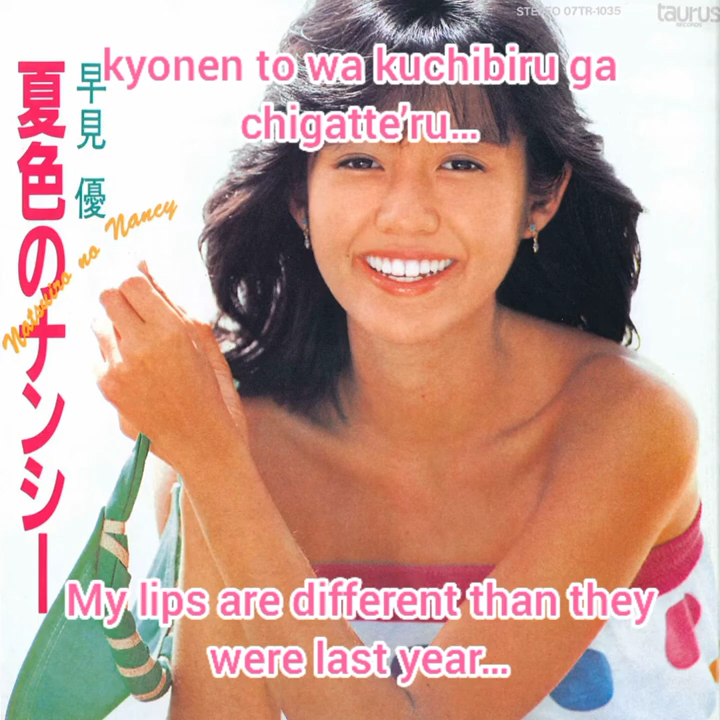 STEREO 07TR-1035
taurus
RECORDS
kyonen to wa kuchibiru ga
chigatte'ru...
早見 優
夏色のナンシー
Natsuiro no Nancy
My lips are different than they
were last year...